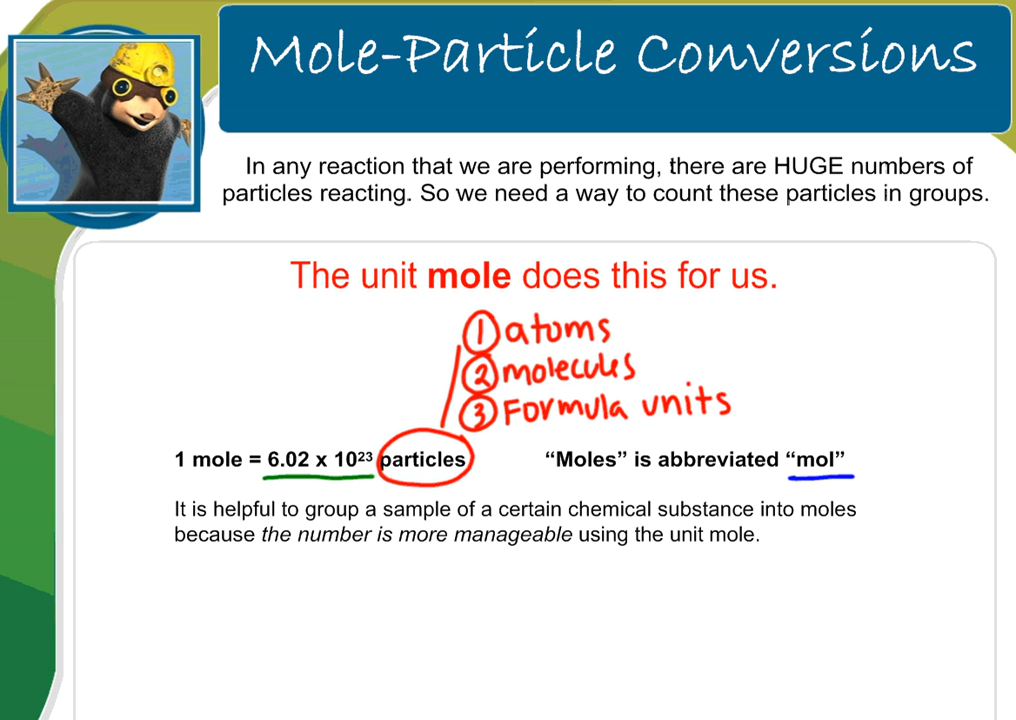 Mole-Particle Conversions
In any reaction that we are performing, there are HUGE numbers of
particles reacting. So we need a way to count these particles in groups.
The unit mole does this for us.
① atoms
② molecules
③ Formula units
1 mole = 6.02 x 10²³ particles
“Moles” is abbreviated “mol”
It is helpful to group a sample of a certain chemical substance into moles
because the number is more manageable using the unit mole.